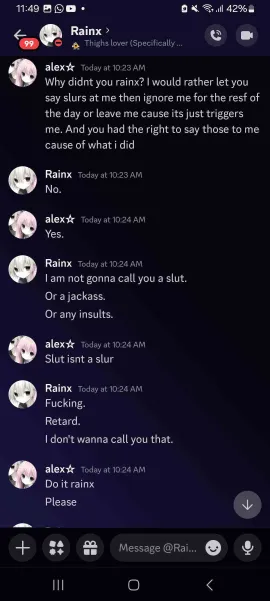 11:49
42%
99
Rainx
Thighs lover (Specifically ...
alex☆ Today at 10:23 AM
Why didnt you rainx? I would rather let you
say slurs at me then ignore me for the resf of
the day or leave me cause its just triggers
me. And you had the right to say those to me
cause of what i did
Rainx Today at 10:23 AM
No.
alex☆ Today at 10:24 AM
Yes.
Rainx Today at 10:24 AM
I am not gonna call you a slut.
Or a jackass.
Or any insults.
alex☆ Today at 10:24 AM
Slut isnt a slur
Rainx Today at 10:24 AM
Fucking.
Retard.
I don't wanna call you that.
alex☆ Today at 10:24 AM
Do it rainx
Please
Message @Rai...